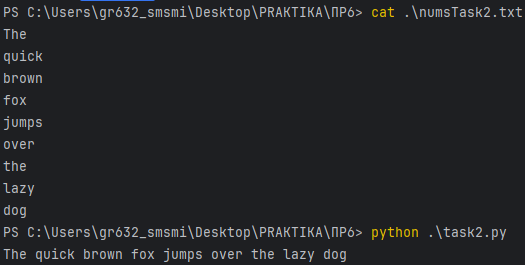 PS C:\Users\gr632_smsmi\Desktop\PRAKTIKA\ПР6> cat .\numsTask2.txt
The
quick
brown
fox
jumps
over
the
lazy
dog
PS C:\Users\gr632_smsmi\Desktop\PRAKTIKA\ПР6> python .\task2.py
The quick brown fox jumps over the lazy dog